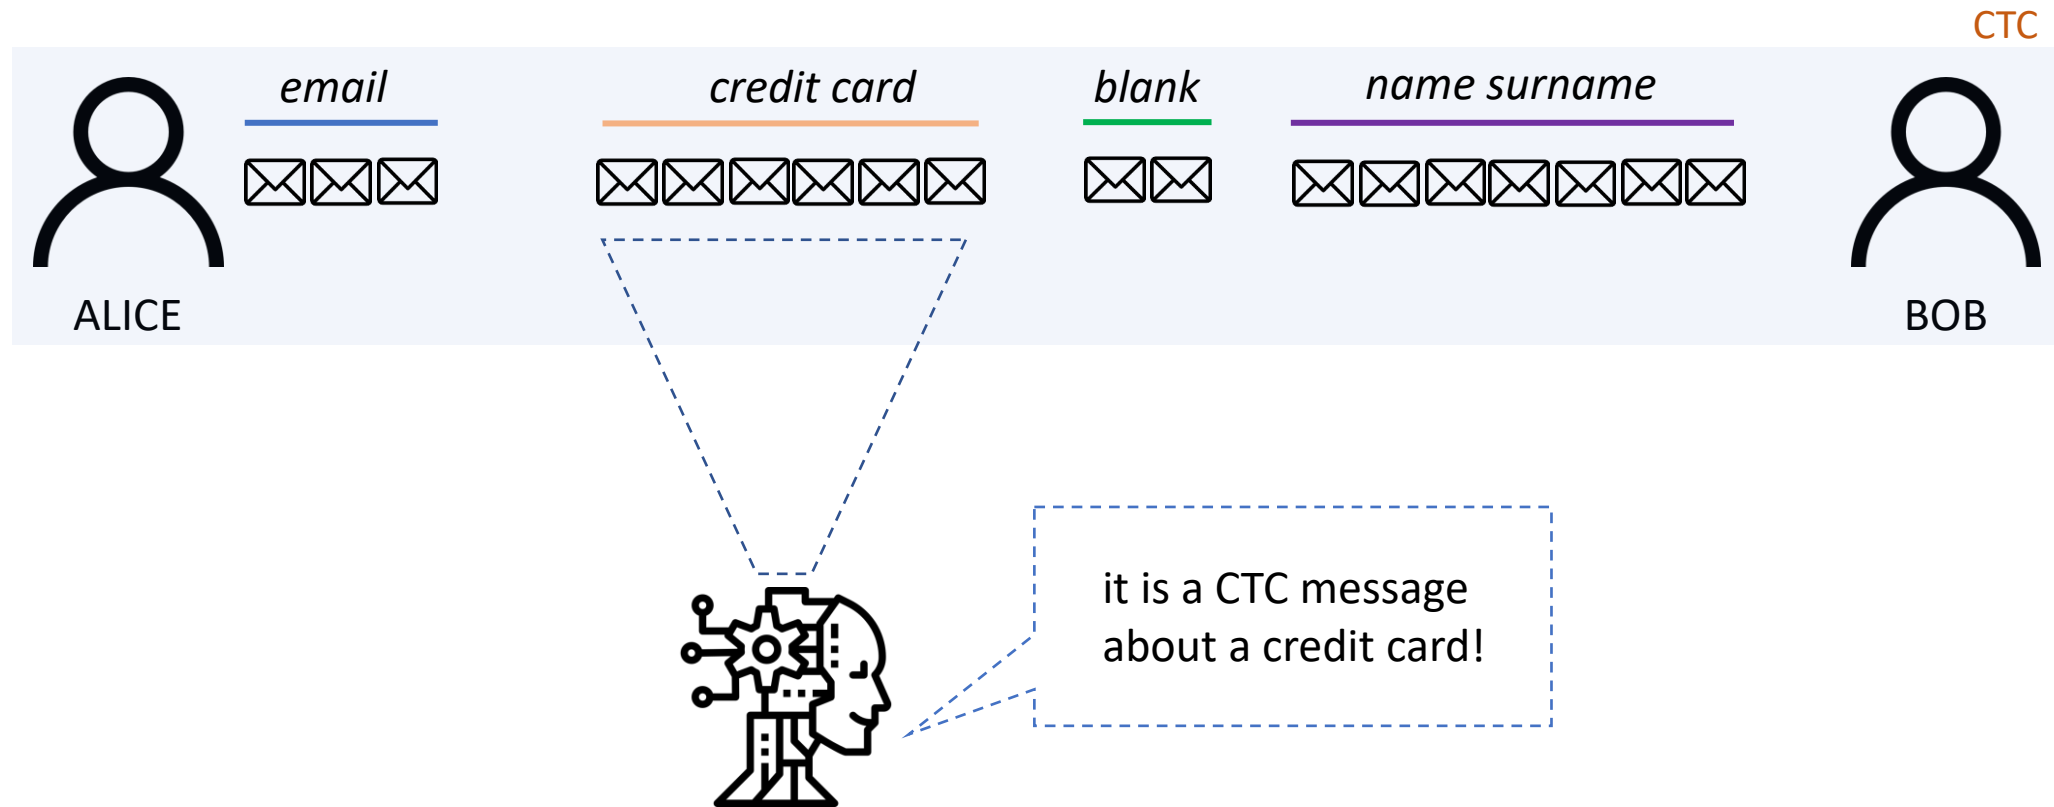 CTC
email
credit card
blank
name surname
ALICE
BOB
it is a CTC message
about a credit card!